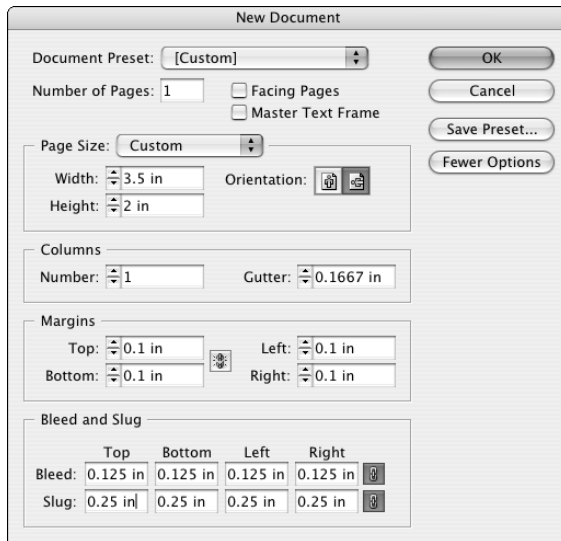 New Document
Document Preset: [Custom]
OK
Number of Pages: 1
Facing Pages
Cancel
Master Text Frame
Save Preset...
Page Size: Custom
Fewer Options
Width: 3.5 in
Orientation:
Height: 2 in
Columns
Number: 1
Gutter: 0.1667 in
Margins
Top: 0.1 in
Left: 0.1 in
Bottom: 0.1 in
Right: 0.1 in
Bleed and Slug
Top Bottom Left Right
Bleed: 0.125 in 0.125 in 0.125 in 0.125 in
Slug: 0.25 in 0.25 in 0.25 in 0.25 in